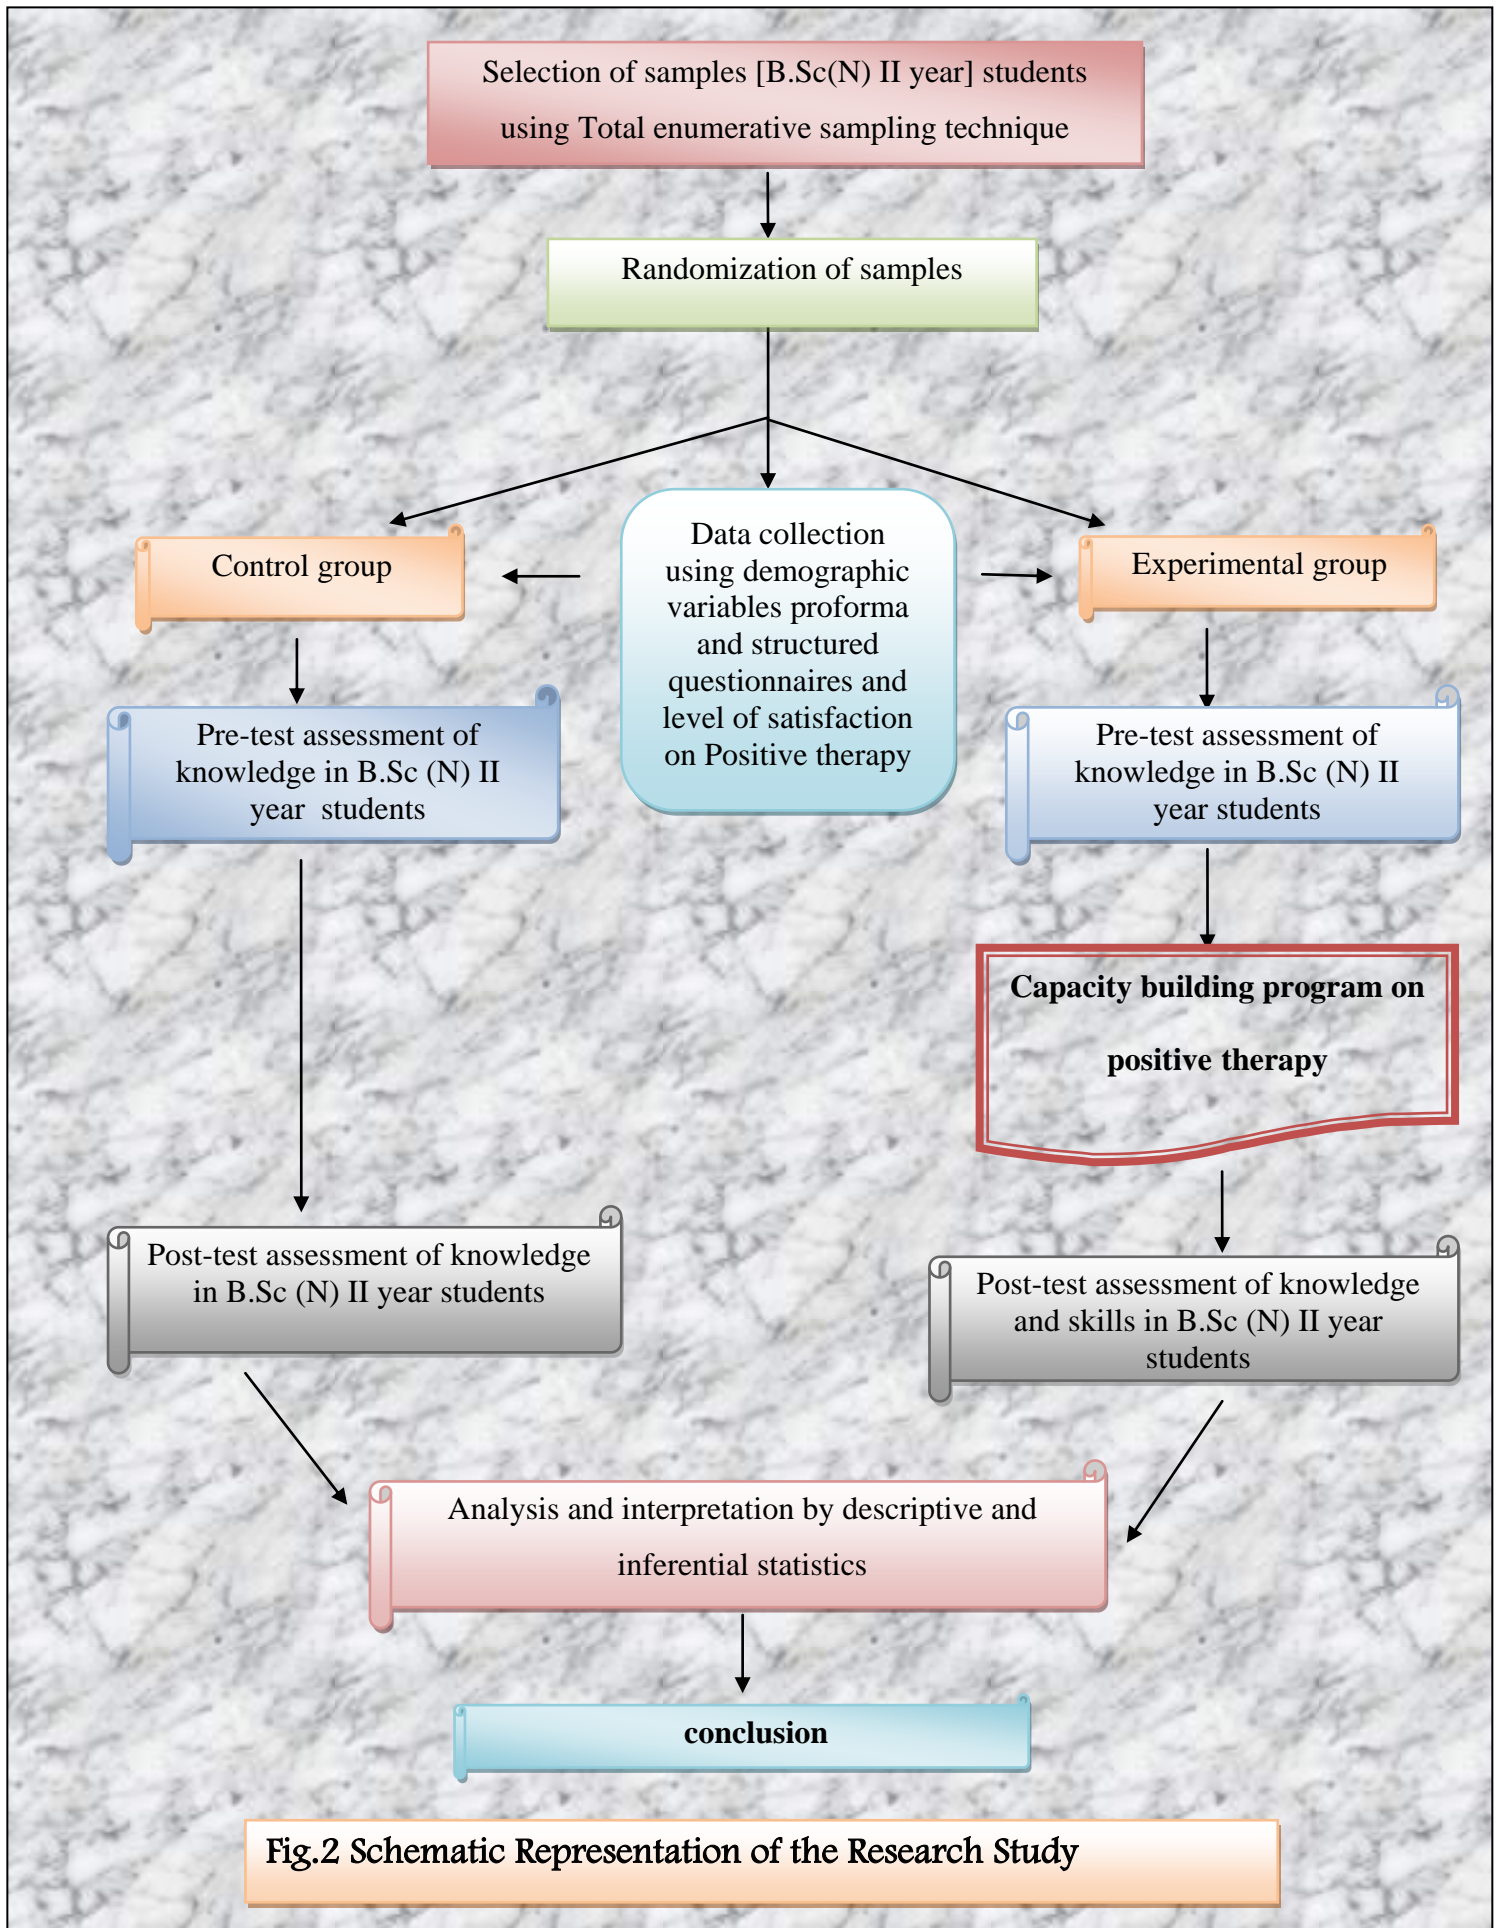 Selection of samples [B.Sc(N) II year] students
using Total enumerative sampling technique
Randomization of samples
Control group
Data collection
using demographic
variables proforma
and structured
questionnaires and
level of satisfaction
on Positive therapy
Experimental group
Pre-test assessment of
knowledge in B.Sc (N) II
year students
Pre-test assessment of
knowledge in B.Sc (N) II
year students
Capacity building program on
positive therapy
Post-test assessment of knowledge
in B.Sc (N) II year students
Post-test assessment of knowledge
and skills in B.Sc (N) II year
students
Analysis and interpretation by descriptive and
inferential statistics
conclusion
Fig.2 Schematic Representation of the Research Study